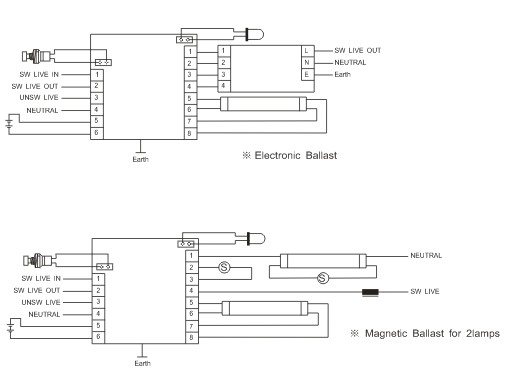 1 1 L SW LIVE OUT
2 2 N NEUTRAL
SW LIVE IN 1 3 3 E Earth
SW LIVE OUT 2 4 4
UNSW LIVE 3 5
NEUTRAL 4 6
5 7
6 8
Earth
※ Electronic Ballast
1 NEUTRAL
2 S
SW LIVE IN 1 3 S
SW LIVE OUT 2 4 SW LIVE
UNSW LIVE 3 5
NEUTRAL 4 6
5 7
6 8
※ Magnetic Ballast for 2lamps
Earth